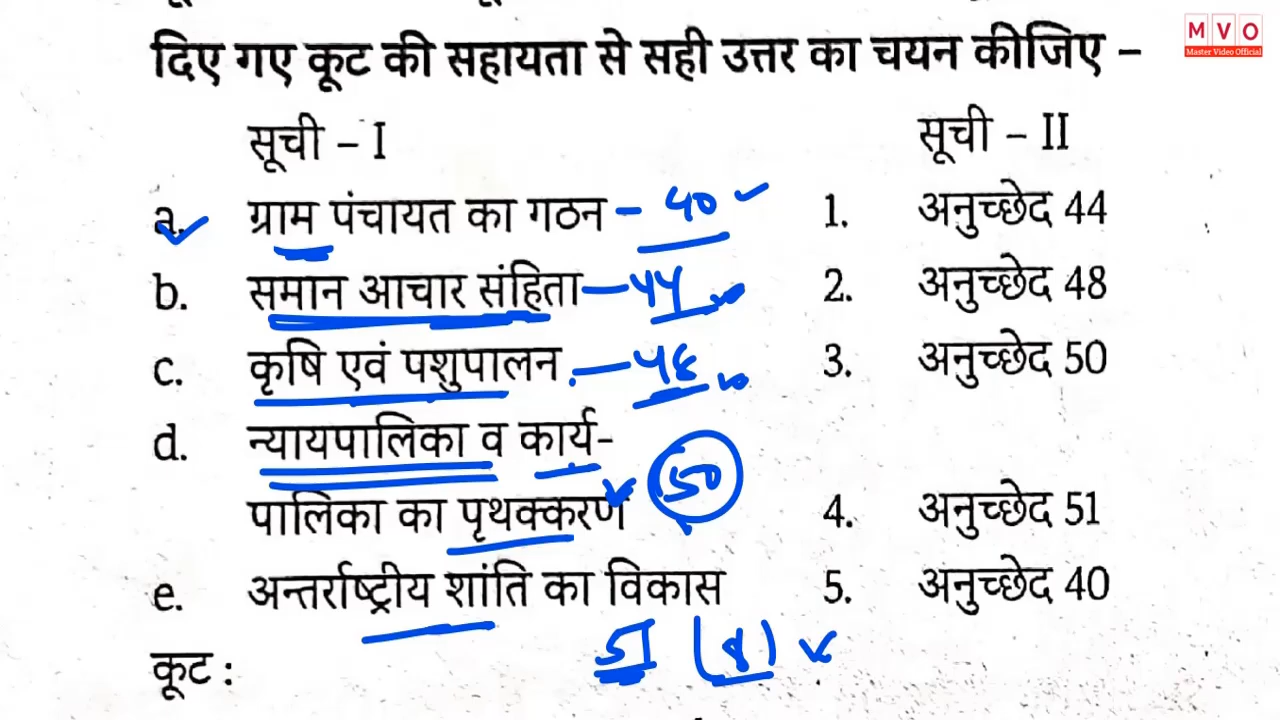 M V O
Master Video Official
दिए गए कूट की सहायता से सही उत्तर का चयन कीजिए –
सूची – I सूची – II
a. ग्राम पंचायत का गठन - 40 1. अनुच्छेद 44
b. समान आचार संहिता – 44 2. अनुच्छेद 48
c. कृषि एवं पशुपालन – 48 3. अनुच्छेद 50
d. न्यायपालिका व कार्य-
पालिका का पृथक्करण 50 4. अनुच्छेद 51
e. अन्तर्राष्ट्रीय शांति का विकास 5. अनुच्छेद 40
51
कूट :